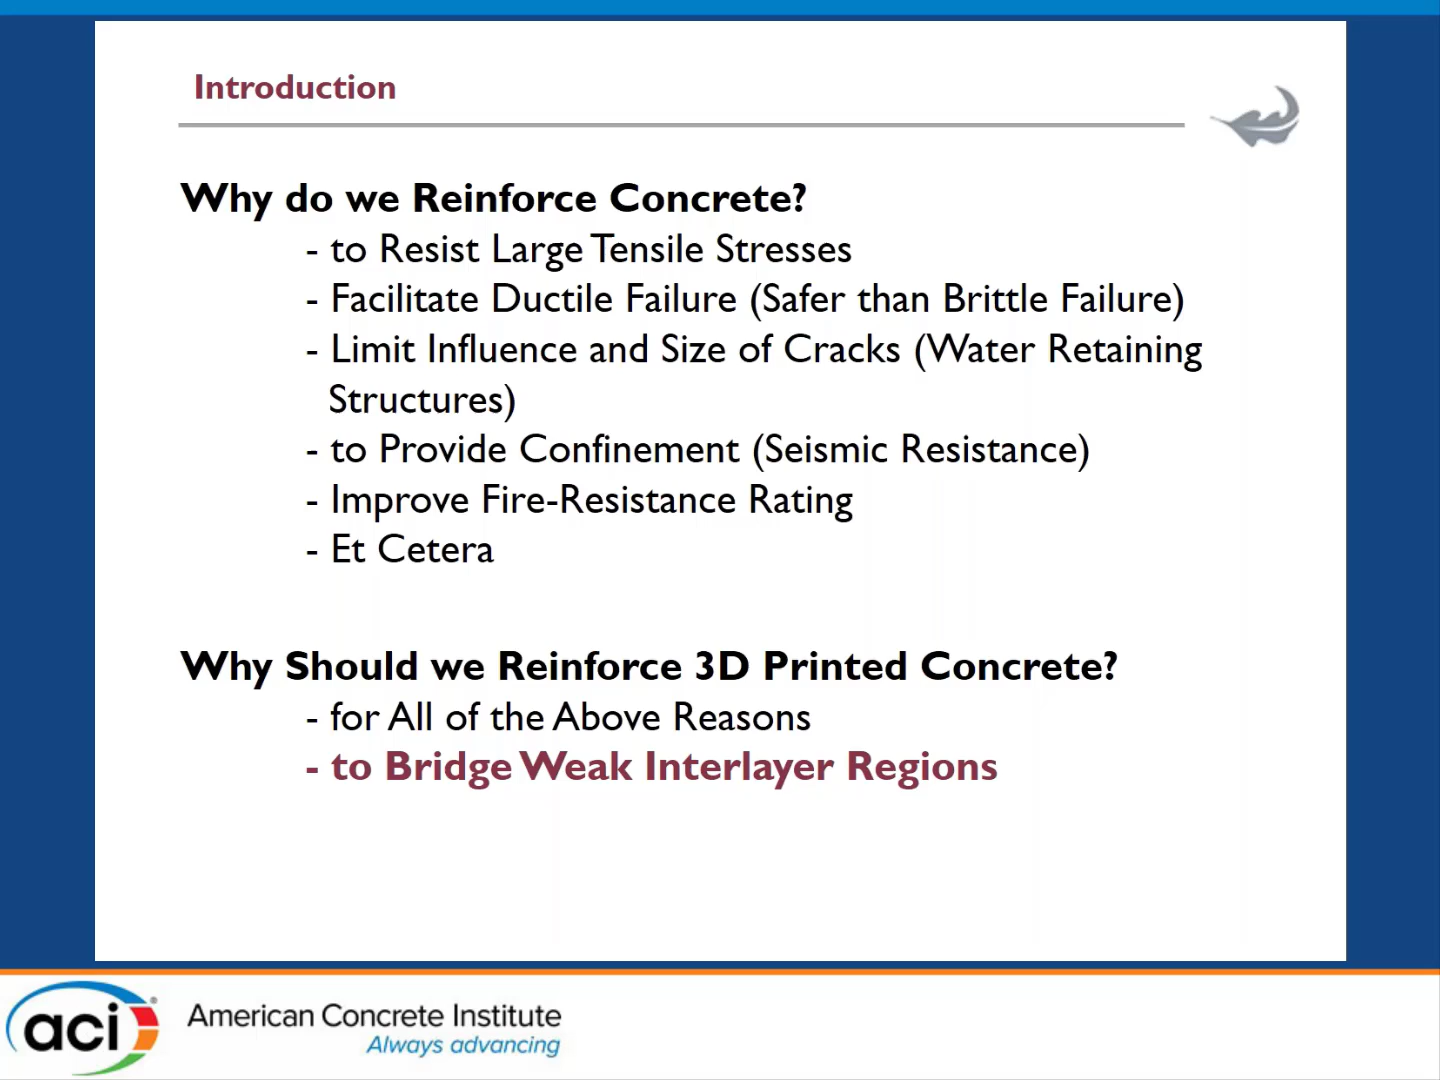 Introduction
Why do we Reinforce Concrete?
- to Resist Large Tensile Stresses
- Facilitate Ductile Failure (Safer than Brittle Failure)
- Limit Influence and Size of Cracks (Water Retaining
Structures)
- to Provide Confinement (Seismic Resistance)
- Improve Fire-Resistance Rating
- Et Cetera
Why Should we Reinforce 3D Printed Concrete?
- for All of the Above Reasons
- to Bridge Weak Interlayer Regions
aci®
American Concrete Institute
Always advancing